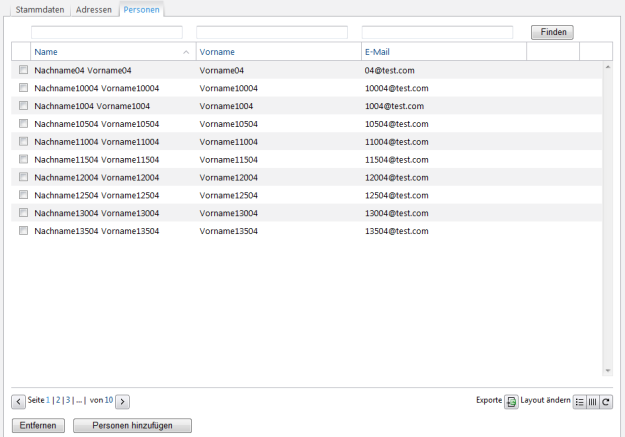 Stammdaten Adressen Personen
Finden
Name Vorname E-Mail
Nachname04 Vorname04 Vorname04 04@test.com
Nachname10004 Vorname10004 Vorname10004 10004@test.com
Nachname1004 Vorname1004 Vorname1004 1004@test.com
Nachname10504 Vorname10504 Vorname10504 10504@test.com
Nachname11004 Vorname11004 Vorname11004 11004@test.com
Nachname11504 Vorname11504 Vorname11504 11504@test.com
Nachname12004 Vorname12004 Vorname12004 12004@test.com
Nachname12504 Vorname12504 Vorname12504 12504@test.com
Nachname13004 Vorname13004 Vorname13004 13004@test.com
Nachname13504 Vorname13504 Vorname13504 13504@test.com
Seite 1 | 2 | 3 | ... | von 10 Exporte Layout ändern
Entfernen Personen hinzufügen